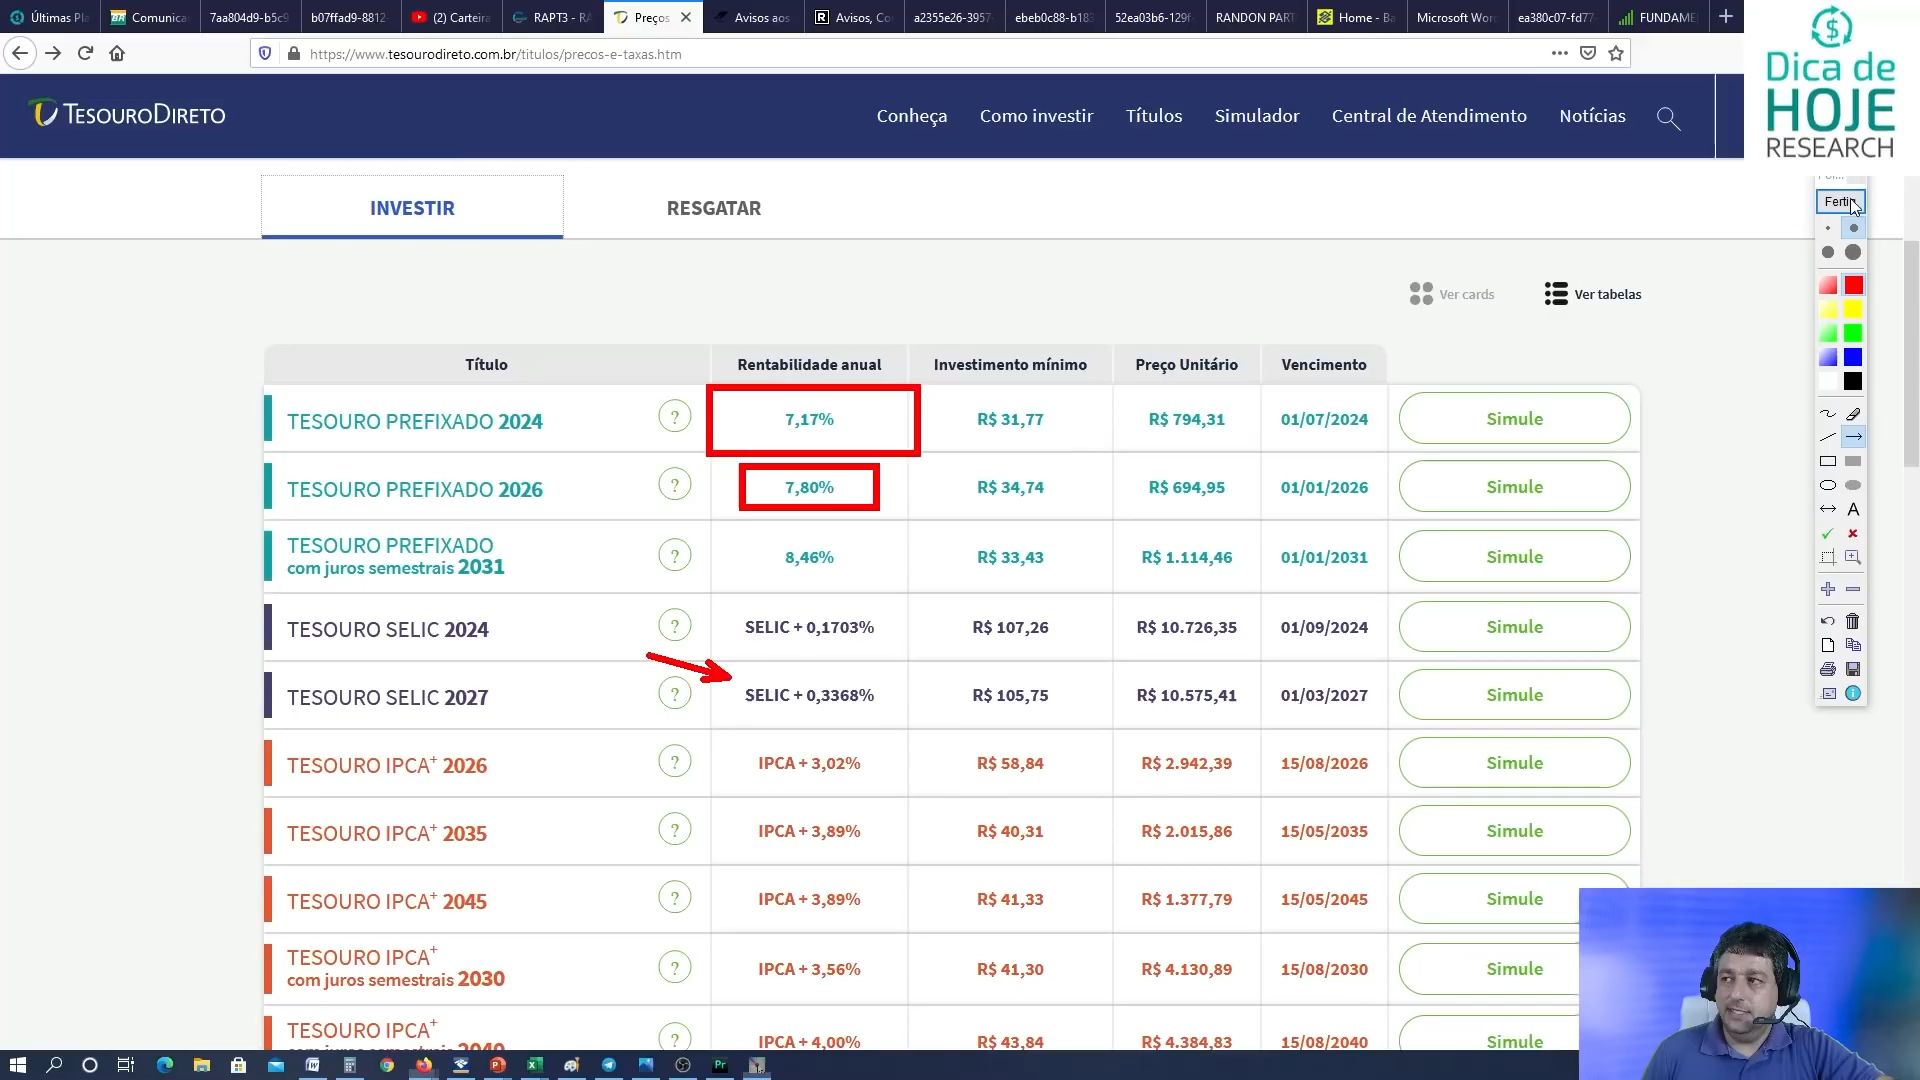 Últimas Pla
Comunica
7aa804d9-b5c9
b07ffad9-8812-
(2) Carteira
RAPT3 - RA
Preços
Avisos aos
Avisos, Co
a2355e26-3957-
ebeb0c88-b183
52ea03b6-129f-
RANDON PART
Home - Ba
Microsoft Wor
ea380c07-fd77-
FUNDAME
https://www.tesourodireto.com.br/titulos/precos-e-taxas.htm
Dica de
HOJE
RESEARCH
TESOURODIRETO
Conheça
Como investir
Títulos
Simulador
Central de Atendimento
Notícias
INVESTIR
RESGATAR
Ver cards
Ver tabelas
Título Rentabilidade anual Investimento mínimo Preço Unitário Vencimento
TESOURO PREFIXADO 2024 ? 7,17% R$ 31,77 R$ 794,31 01/07/2024 Simule
TESOURO PREFIXADO 2026 ? 7,80% R$ 34,74 R$ 694,95 01/01/2026 Simule
TESOURO PREFIXADO
com juros semestrais 2031 ? 8,46% R$ 33,43 R$ 1.114,46 01/01/2031 Simule
TESOURO SELIC 2024 ? SELIC + 0,1703% R$ 107,26 R$ 10.726,35 01/09/2024 Simule
TESOURO SELIC 2027 ? SELIC + 0,3368% R$ 105,75 R$ 10.575,41 01/03/2027 Simule
TESOURO IPCA+ 2026 ? IPCA + 3,02% R$ 58,84 R$ 2.942,39 15/08/2026 Simule
TESOURO IPCA+ 2035 ? IPCA + 3,89% R$ 40,31 R$ 2.015,86 15/05/2035 Simule
TESOURO IPCA+ 2045 ? IPCA + 3,89% R$ 41,33 R$ 1.377,79 15/05/2045 Simule
TESOURO IPCA+
com juros semestrais 2030 ? IPCA + 3,56% R$ 41,30 R$ 4.130,89 15/08/2030 Simule
TESOURO IPCA+
com juros semestrais 2040 ? IPCA + 4,00% R$ 43,84 R$ 4.384,83 15/08/2040 Simule
A